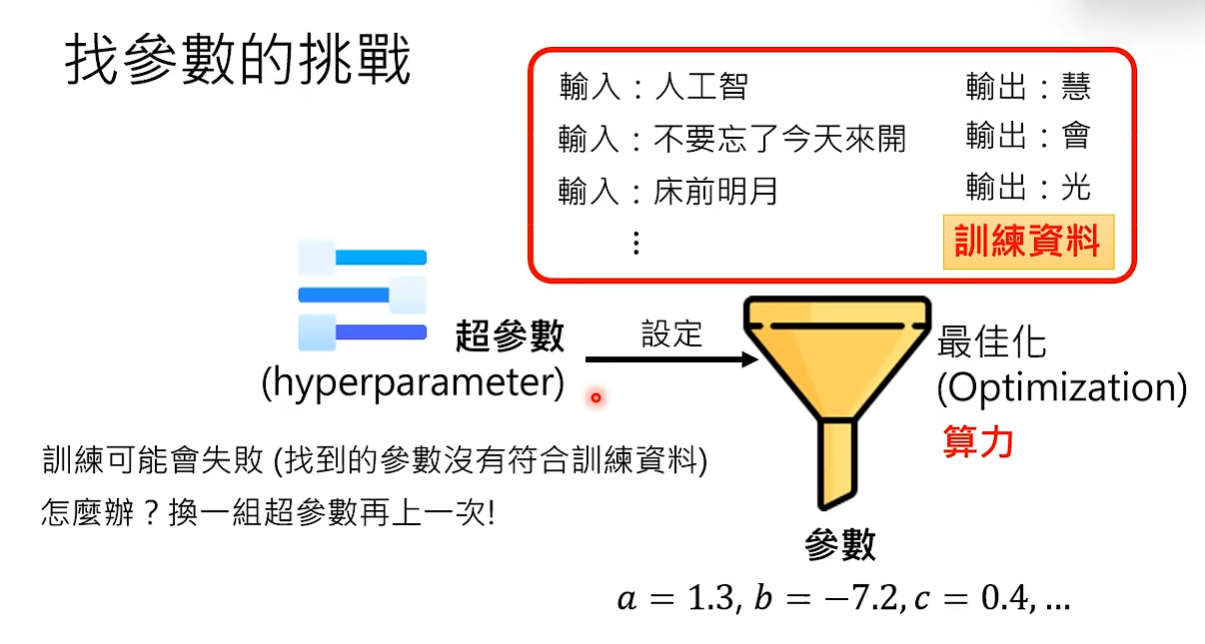 找參數的挑戰
輸入：人工智 輸出：慧
輸入：不要忘了今天來開 輸出：會
輸入：床前明月 輸出：光
⋮
訓練資料
超參數
(hyperparameter)
設定
最佳化
(Optimization)
算力
訓練可能會失敗 (找到的參數沒有符合訓練資料)
怎麼辦？換一組超參數再上一次!
參數
a = 1.3, b = −7.2, c = 0.4, ...